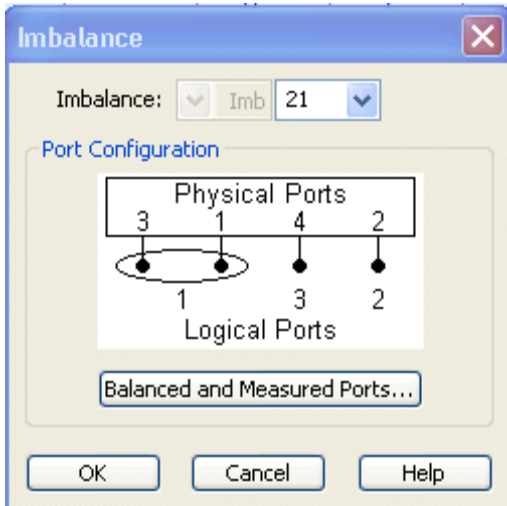 Imbalance
Imbalance: Imb 21
Port Configuration
Physical Ports
3 1 4 2
1 3 2
Logical Ports
Balanced and Measured Ports...
OK Cancel Help